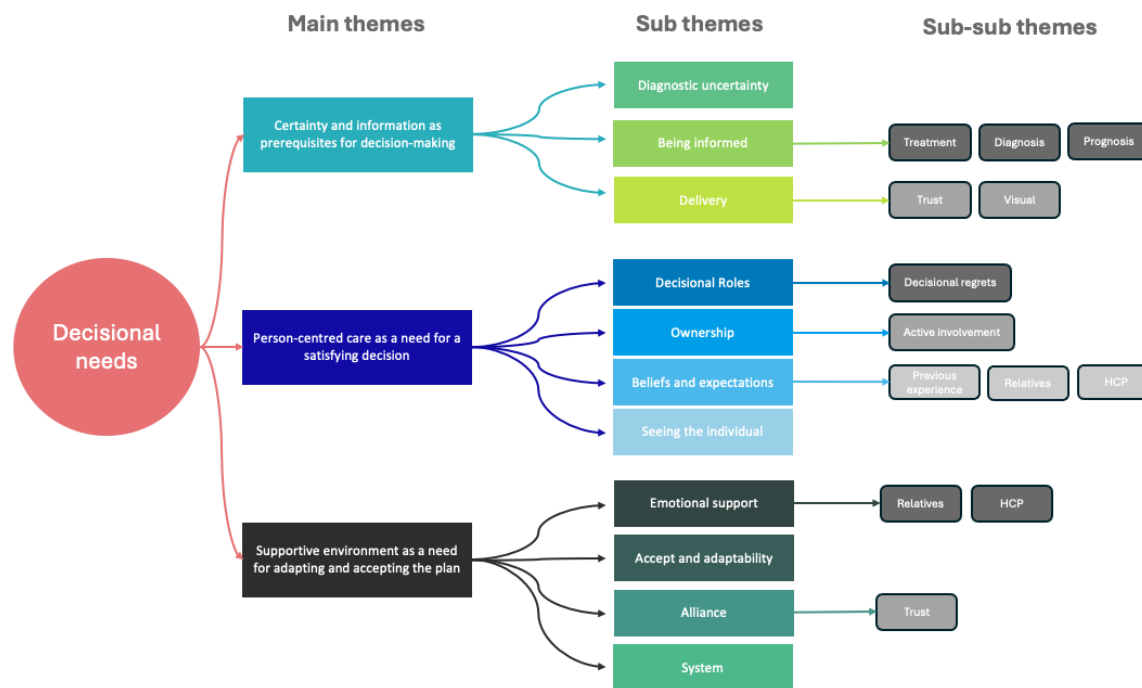 Main themes
Sub themes
Sub-sub themes
Decisional
needs
Certainty and information as
prerequisites for decision-making
Diagnostic uncertainty
Being informed
Treatment
Diagnosis
Prognosis
Delivery
Trust
Visual
Person-centred care as a need for a
satisfying decision
Decisional Roles
Decisional regrets
Ownership
Active involvement
Beliefs and expectations
Previous
experience
Relatives
HCP
Seeing the individual
Supportive environment as a need
for adapting and accepting the plan
Emotional support
Relatives
HCP
Accept and adaptability
Alliance
Trust
System